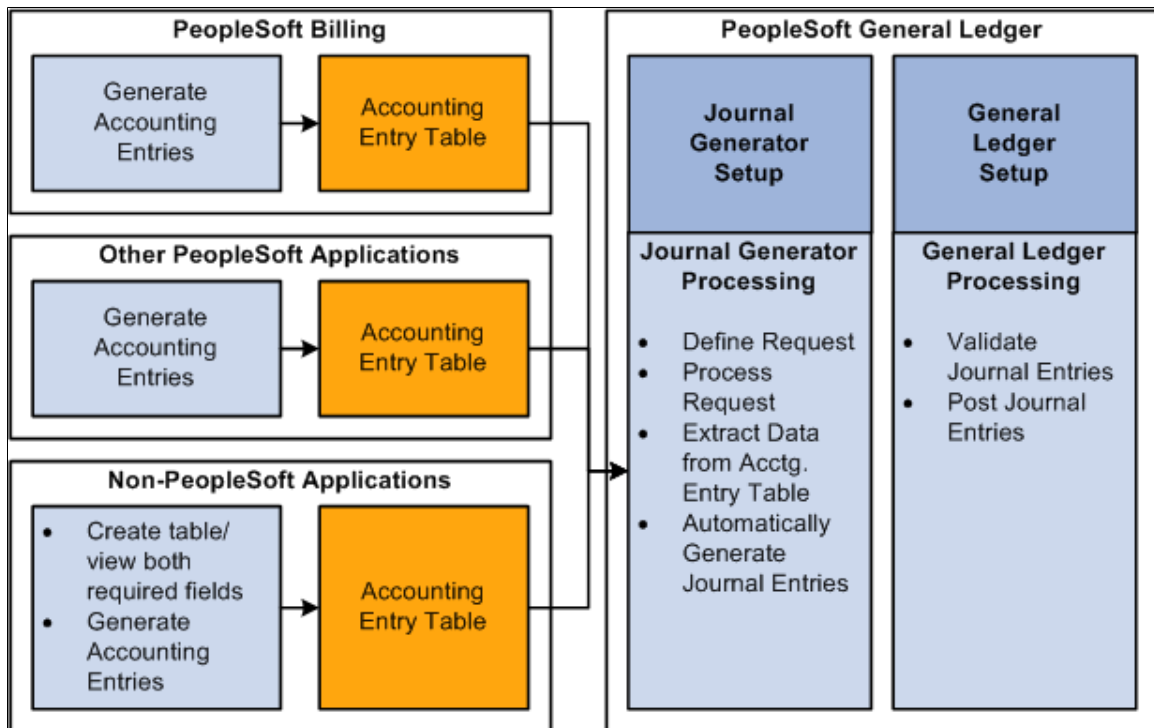 PeopleSoft Billing
Generate
Accounting
Entries
Accounting
Entry Table
Other PeopleSoft Applications
Generate
Accounting
Entries
Accounting
Entry Table
Non-PeopleSoft Applications
• Create table/
view both
required fields
• Generate
Accounting
Entries
Accounting
Entry Table
PeopleSoft General Ledger
Journal
Generator
Setup
Journal Generator
Processing
• Define Request
• Process
Request
• Extract Data
from Acctg.
Entry Table
• Automatically
Generate
Journal Entries
General
Ledger
Setup
General Ledger
Processing
• Validate
Journal Entries
• Post Journal
Entries